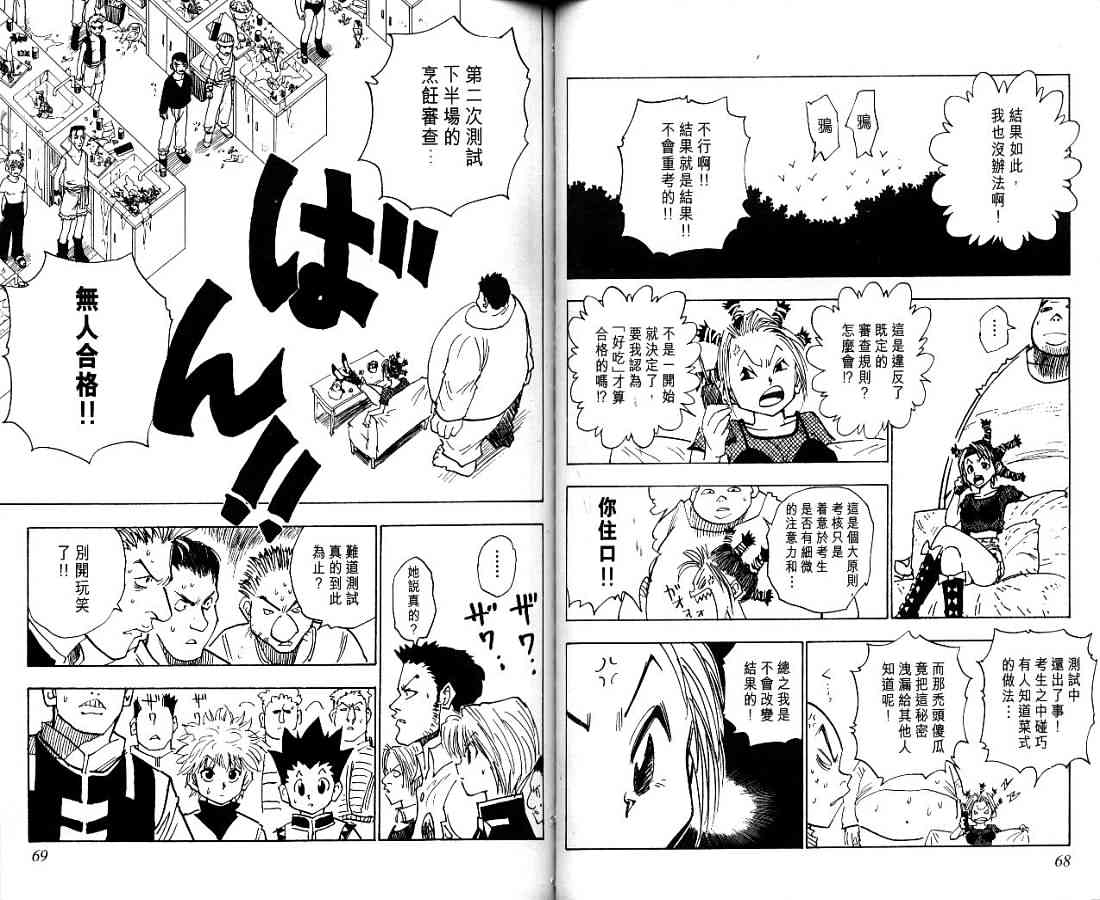 結果如此，
我也沒辦法啊！
鴉
鴉
不行啊!!
結果就是結果
不會重考的!!
…
這是違反了
既定的
審查規則？
怎麼會!?
不是一開始
就決定了，
要我認為
「好吃」才算
合格的嗎!?
這是個大原則
考核只是
着意於考生
是否有細微
的注意力和…
你住口!!
ガオォ
測試中
還出了事！
考生之中碰巧
有人知道菜式
的做法…
而那禿頭傻瓜
竟把這秘密
洩漏給其他人
知道呢！
總之我是
不會改變
結果的！
68
第二次測試
下半場的
烹飪審查…
ばーん!!
無人合格!!
……
ザワ…
ザワ…
她說真的？
難道測試
真的到此
為止？
別開玩笑
了!!
69